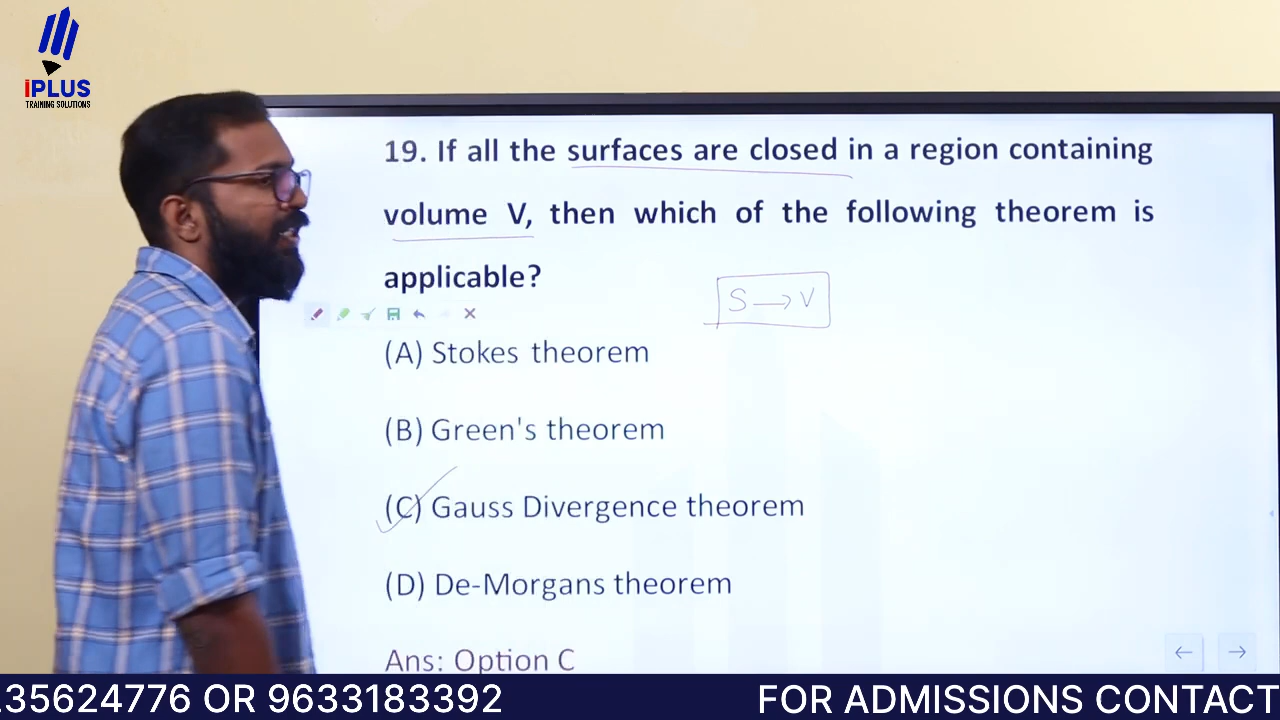 iPLUS
TRAINING SOLUTIONS
19. If all the surfaces are closed in a region containing
volume V, then which of the following theorem is
applicable?
S → V
(A) Stokes theorem
(B) Green's theorem
(C) Gauss Divergence theorem
(D) De-Morgans theorem
Ans: Option C
.35624776 OR 9633183392 FOR ADMISSIONS CONTACT